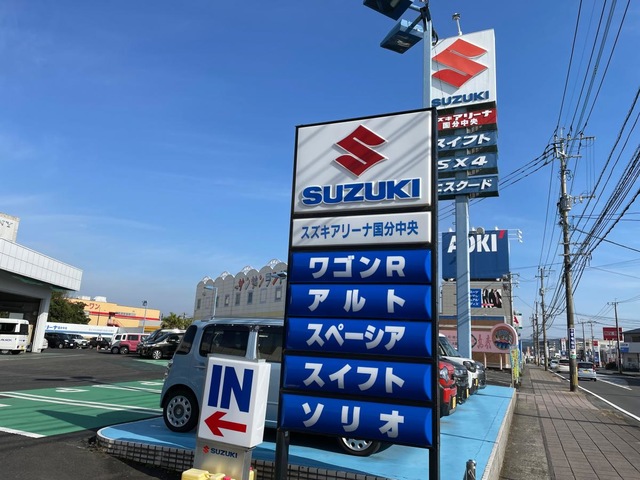 SUZUKI
スズキアリーナ
国分中央
スイフト
SX4
エスクード
SUZUKI
スズキアリーナ国分中央
ワゴンR
アルト
スペーシア
スイフト
ソリオ
AOKI
IN
SUZUKI